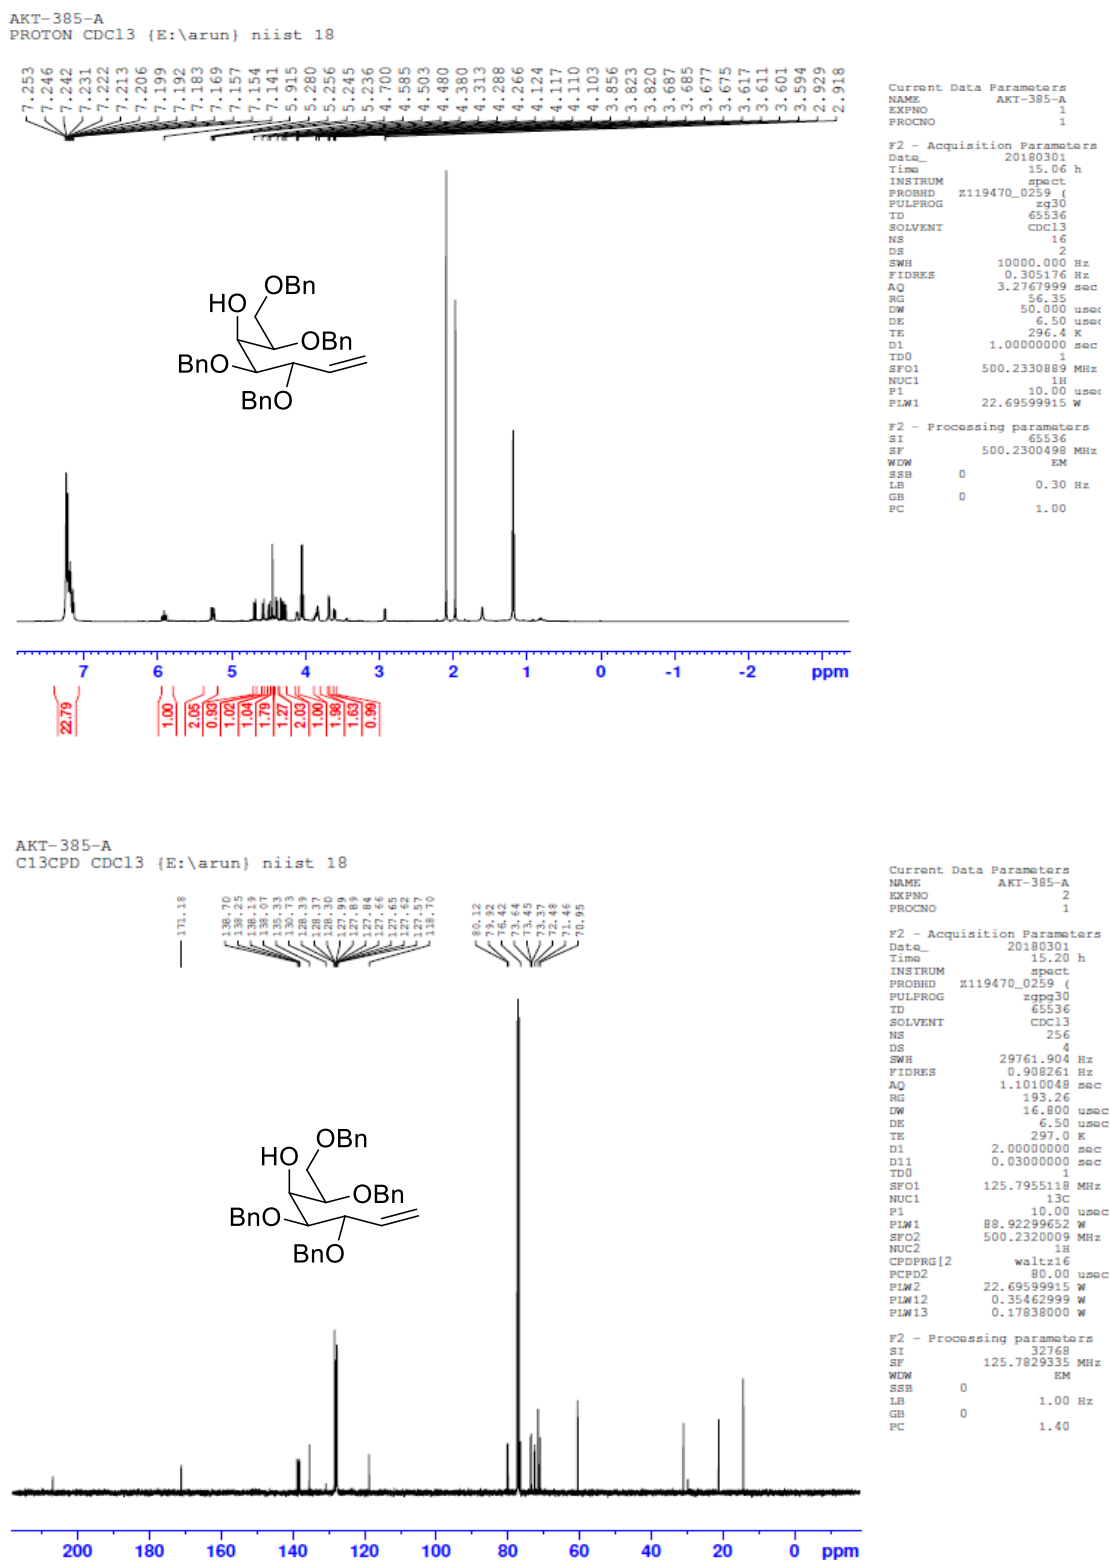 AKT-385-A
PROTON CDCl3 {E:\arun} niist 18
7.253
7.246
7.242
7.231
7.222
7.213
7.206
7.199
7.192
7.183
7.169
7.157
7.154
7.141
5.915
5.280
5.256
5.245
5.236
4.700
4.585
4.503
4.480
4.380
4.313
4.288
4.266
4.124
4.117
4.110
4.103
3.856
3.823
3.820
3.687
3.685
3.677
3.675
3.617
3.611
3.601
3.594
2.929
2.918
Current Data Parameters
NAME AKT-385-A
EXPNO 1
PROCNO 1
F2 - Acquisition Parameters
Date_ 20180301
Time 15.06 h
INSTRUM spect
PROBHD Z119470_0259 (
PULPROG zg30
TD 65536
SOLVENT CDCl3
NS 16
DS 2
SWH 10000.000 Hz
FIDRES 0.305176 Hz
AQ 3.2767999 sec
RG 56.35
DW 50.000 usec
DE 6.50 usec
TE 296.4 K
D1 1.00000000 sec
TD0 1
SFO1 500.2330889 MHz
NUC1 1H
P1 10.00 usec
PLW1 22.69599915 W
F2 - Processing parameters
SI 65536
SF 500.2300498 MHz
WDW EM
SSB 0
LB 0.30 Hz
GB 0
PC 1.00
OBn
HO
OBn
BnO
BnO
7 6 5 4 3 2 1 0 -1 -2 ppm
22.79
1.00
2.05
0.93
1.02
1.04
1.79
1.27
2.03
1.00
1.98
1.63
0.99
AKT-385-A
C13CPD CDCl3 {E:\arun} niist 18
171.18
138.70
138.25
138.19
138.07
135.33
130.73
128.39
128.37
128.30
127.99
127.89
127.84
127.66
127.65
127.62
127.57
118.70
80.12
79.92
76.42
73.64
73.45
73.37
72.48
71.46
70.95
Current Data Parameters
NAME AKT-385-A
EXPNO 2
PROCNO 1
F2 - Acquisition Parameters
Date_ 20180301
Time 15.20 h
INSTRUM spect
PROBHD Z119470_0259 (
PULPROG zgpg30
TD 65536
SOLVENT CDCl3
NS 256
DS 4
SWH 29761.904 Hz
FIDRES 0.908261 Hz
AQ 1.1010048 sec
RG 193.26
DW 16.800 usec
DE 6.50 usec
TE 297.0 K
D1 2.00000000 sec
D11 0.03000000 sec
TD0 1
SFO1 125.7955118 MHz
NUC1 13C
P1 10.00 usec
PLW1 88.92299652 W
SFO2 500.2320009 MHz
NUC2 1H
CPDPRG[2 waltz16
PCPD2 80.00 usec
PLW2 22.69599915 W
PLW12 0.35462999 W
PLW13 0.17838000 W
F2 - Processing parameters
SI 32768
SF 125.7829335 MHz
WDW EM
SSB 0
LB 1.00 Hz
GB 0
PC 1.40
OBn
HO
OBn
BnO
BnO
200 180 160 140 120 100 80 60 40 20 0 ppm